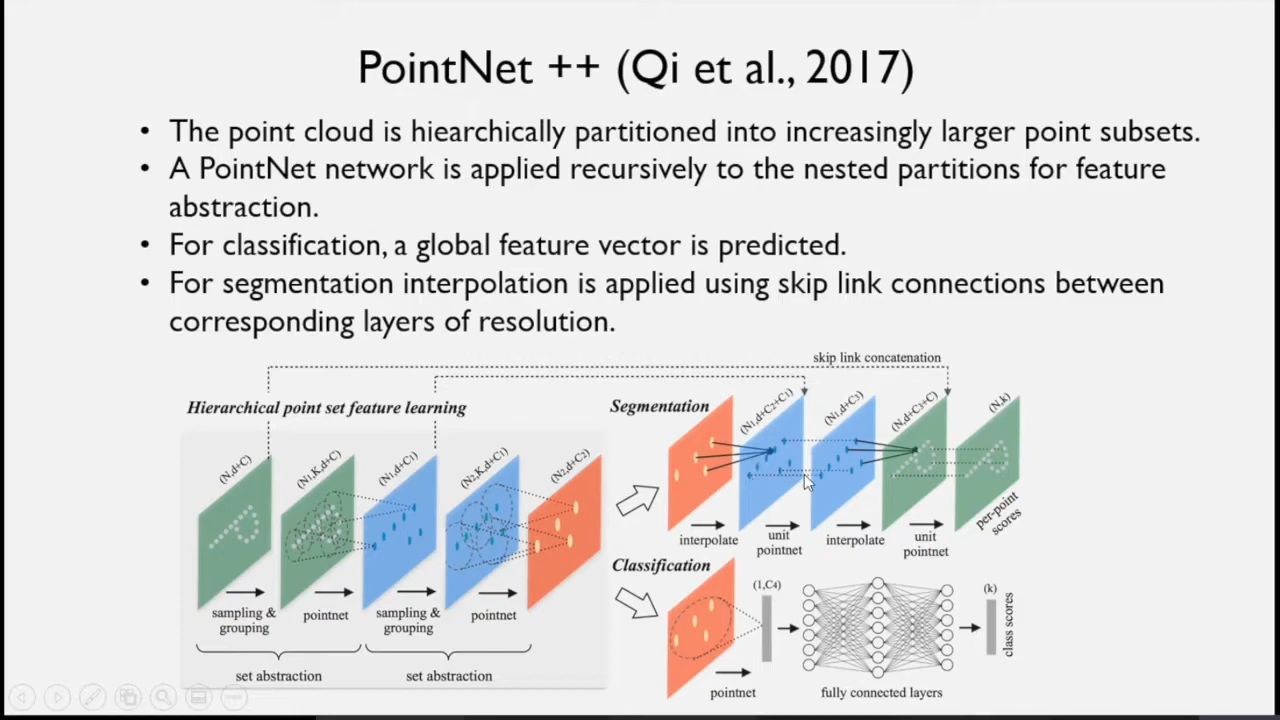 PointNet ++ (Qi et al., 2017)
• The point cloud is hiearchically partitioned into increasingly larger point subsets.
• A PointNet network is applied recursively to the nested partitions for feature
abstraction.
• For classification, a global feature vector is predicted.
• For segmentation interpolation is applied using skip link connections between
corresponding layers of resolution.
skip link concatenation
Hierarchical point set feature learning
(N,d+C)
(N1,K,d+C)
(N1,d+C1)
(N2,K,d+C1)
(N2,d+C2)
sampling &
grouping
pointnet
sampling &
grouping
pointnet
set abstraction
set abstraction
Segmentation
(N1,d+C2+C1)
(N1,d+C3)
(N,d+C3+C)
(N,k)
interpolate
unit
pointnet
interpolate
unit
pointnet
per-point
scores
Classification
(1,C4)
(k)
class scores
pointnet
fully connected layers